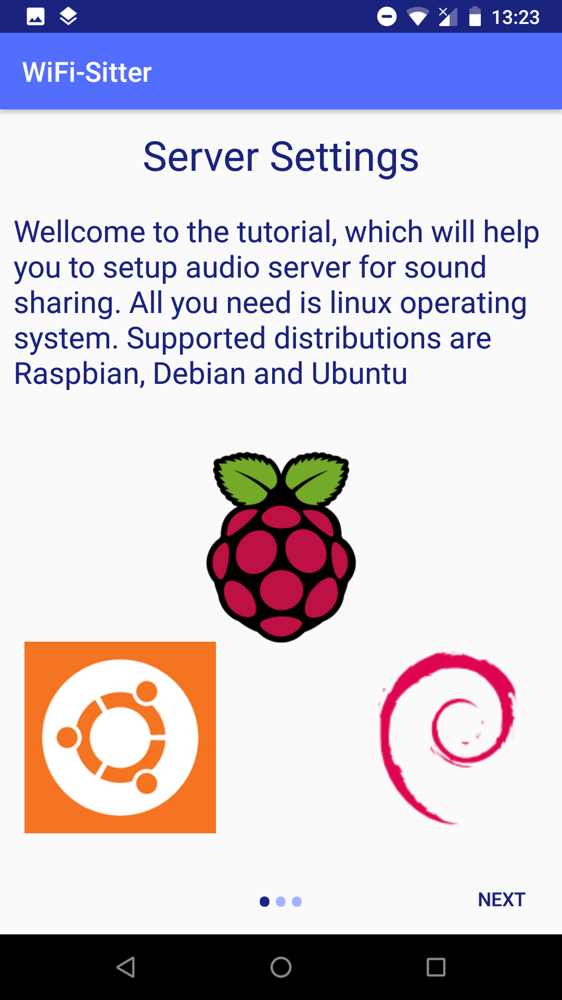 13:23
WiFi-Sitter
Server Settings
Wellcome to the tutorial, which will help
you to setup audio server for sound
sharing. All you need is linux operating
system. Supported distributions are
Raspbian, Debian and Ubuntu
NEXT